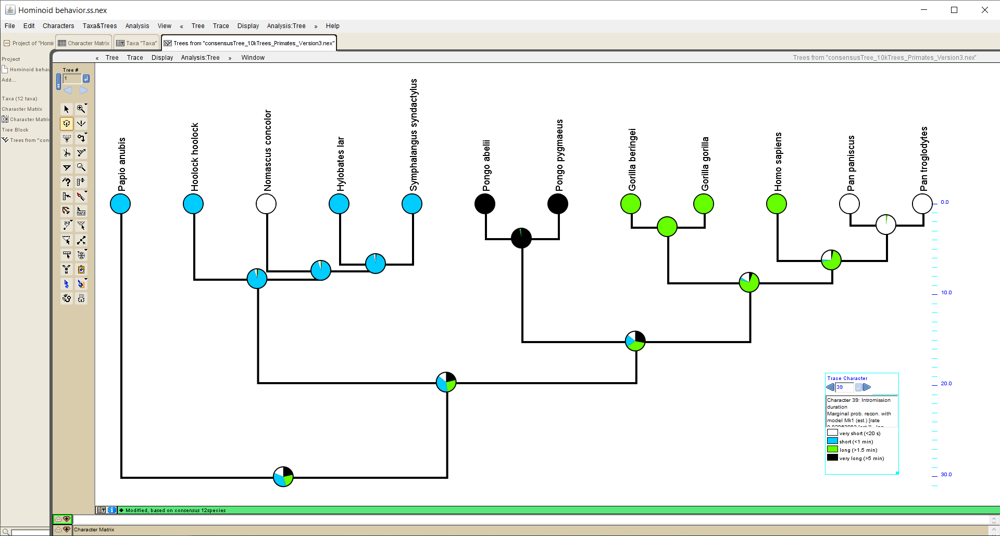 Hominoid behavior.ss.nex
File Edit Characters Taxa&Trees Analysis View « Tree Trace Display Analysis:Tree » Help
Project of "Homi
Character Matrix
Taxa "Taxa"
Trees from "consensusTree_10kTrees_Primates_Version3.nex"
« Tree Trace Display Analysis:Tree » Window
Trees from "consensusTree_10kTrees_Primates_Version3.nex"
Project
Hominoid behav
Add...
Taxa (12 taxa)
Character Matrix
Character Matrix
Tree Block
Trees from "con
Tree #
1
NAME
Papio anubis
Hoolock hoolock
Nomascus concolor
Hylobates lar
Symphalangus syndactylus
Pongo abelii
Pongo pygmaeus
Gorilla beringei
Gorilla gorilla
Homo sapiens
Pan paniscus
Pan troglodytes
0.0
10.0
20.0
30.0
Trace Character
39
Character 39: Intromission
duration
Marginal prob. recon. with
model Mk1 (est.) [rate
very short (<20 s)
short (<1 min)
long (>1.5 min)
very long (>5 min)
Modified, based on consensus 12species
Character Matrix